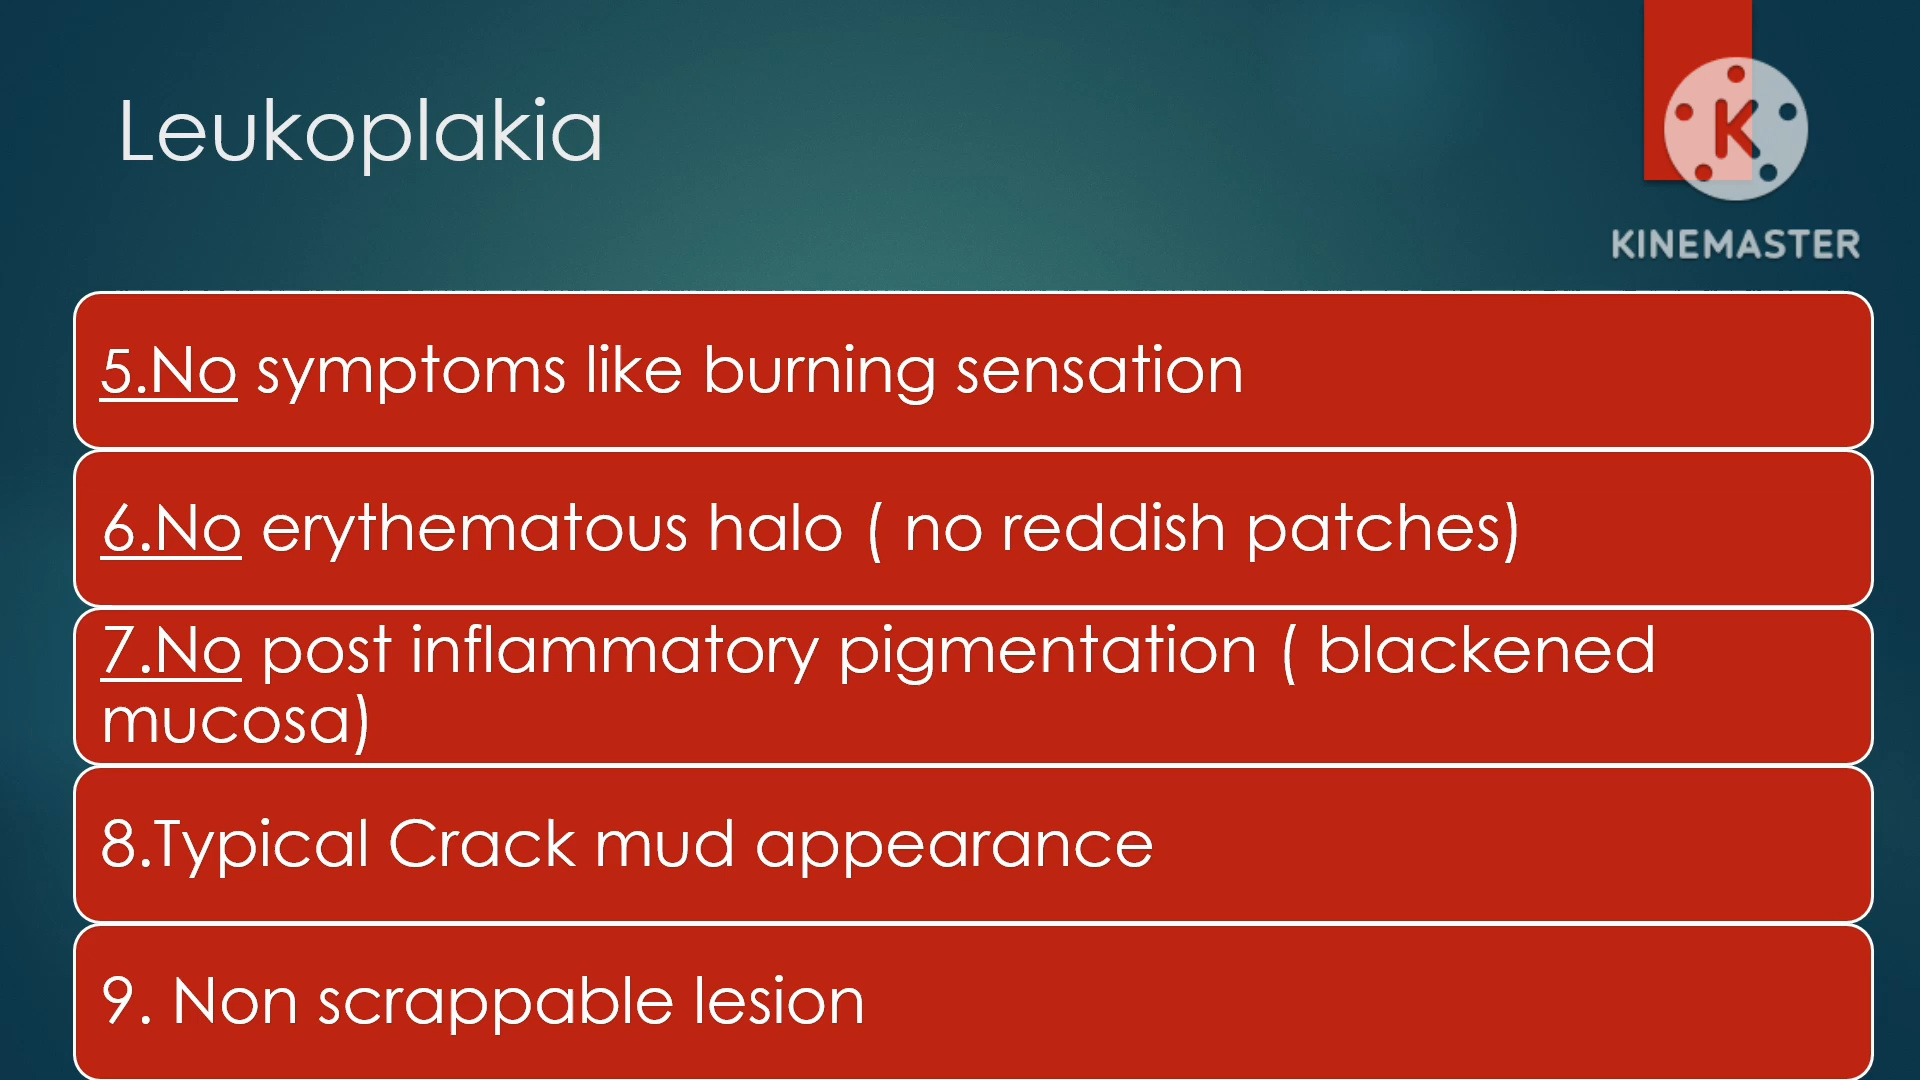 Leukoplakia
K
KINEMASTER
5.No symptoms like burning sensation
6.No erythematous halo ( no reddish patches)
7.No post inflammatory pigmentation ( blackened
mucosa)
8.Typical Crack mud appearance
9. Non scrappable lesion